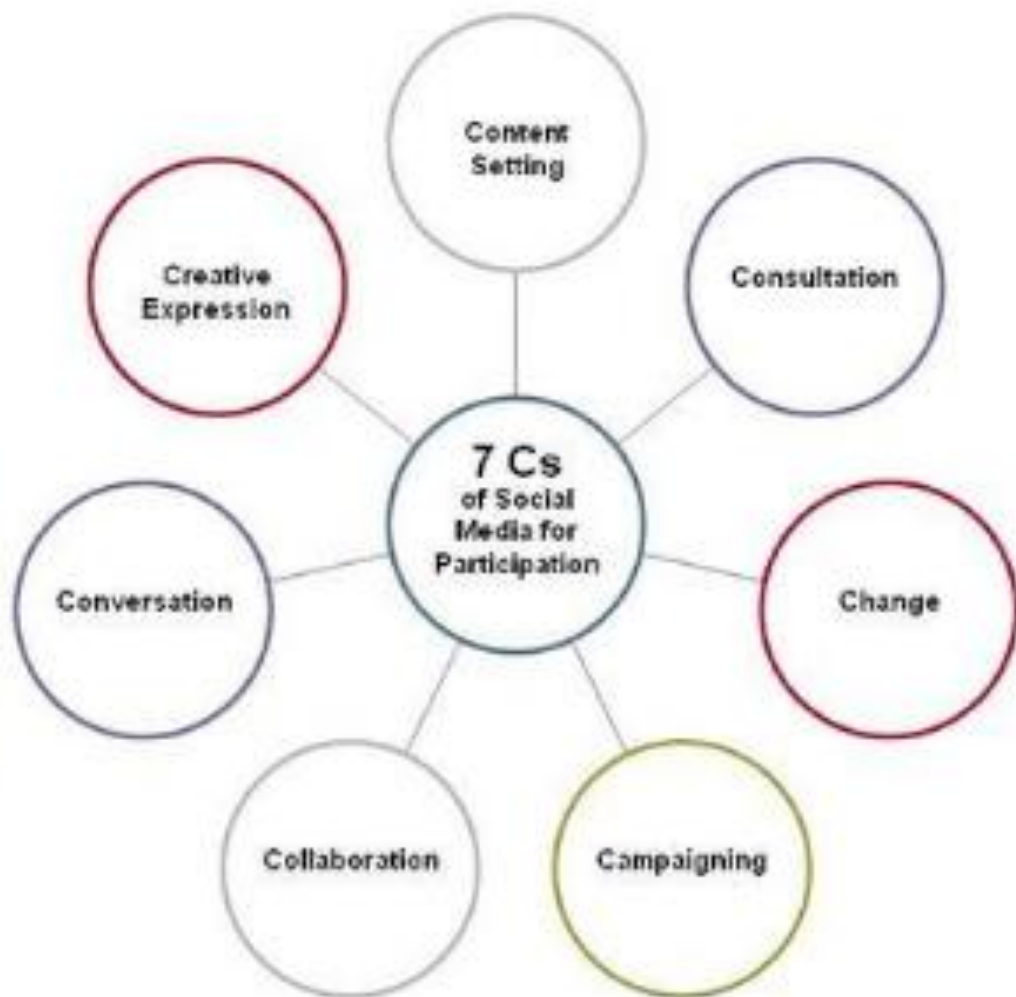 Content
Setting
Consultation
Change
Campaigning
Collaboration
Conversation
Creative
Expression
7 Cs
of Social
Media for
Participation